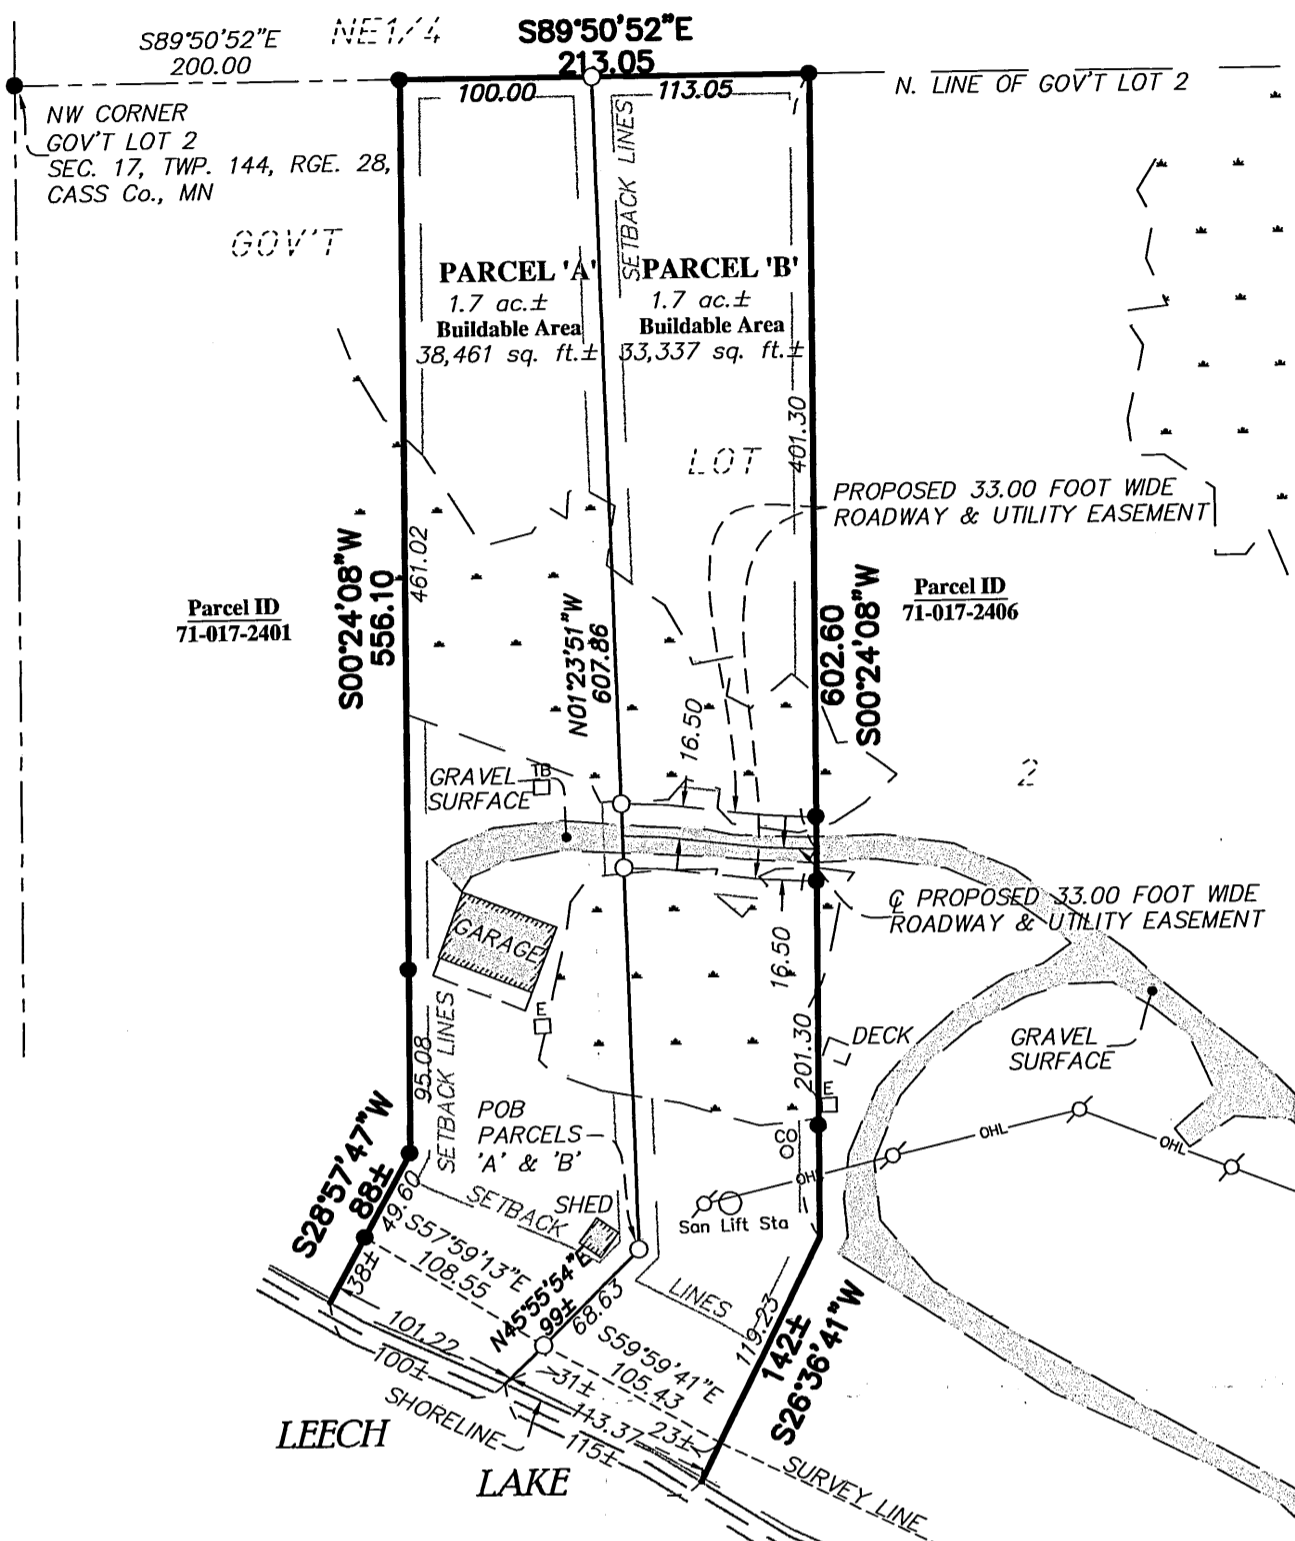 S89°50'52"E
200.00
NE1/4
S89°50'52"E
213.05
100.00
113.05
N. LINE OF GOV'T LOT 2
NW CORNER
GOV'T LOT 2
SEC. 17, TWP. 144, RGE. 28,
CASS Co., MN
GOV'T
SETBACK LINES
PARCEL 'A'
1.7 ac.±
Buildable Area
38,461 sq. ft.±
PARCEL 'B'
1.7 ac.±
Buildable Area
33,337 sq. ft.±
401.30
LOT
PROPOSED 33.00 FOOT WIDE
ROADWAY & UTILITY EASEMENT
461.02
S00°24'08"W
556.10
Parcel ID
71-017-2401
N01°23'51"W
607.86
602.60
S00°24'08"W
Parcel ID
71-017-2406
16.50
2
GRAVEL
SURFACE
TB
℄ PROPOSED 33.00 FOOT WIDE
ROADWAY & UTILITY EASEMENT
GARAGE
16.50
E
95.08
SETBACK LINES
201.30
DECK
GRAVEL
SURFACE
E
POB
PARCELS
'A' & 'B'
CO
OHL
OHL
OHL
S28°57'47"W
88±
49.60
SETBACK
SHED
San Lift Sta
S57°59'13"E
108.55
38±
N45°55'54"E
99±
68.63
LINES
119.23
142±
S26°36'41"W
S59°59'41"E
105.43
101.22
100±
31±
SHORELINE
113.37
115±
23±
LEECH
LAKE
SURVEY LINE